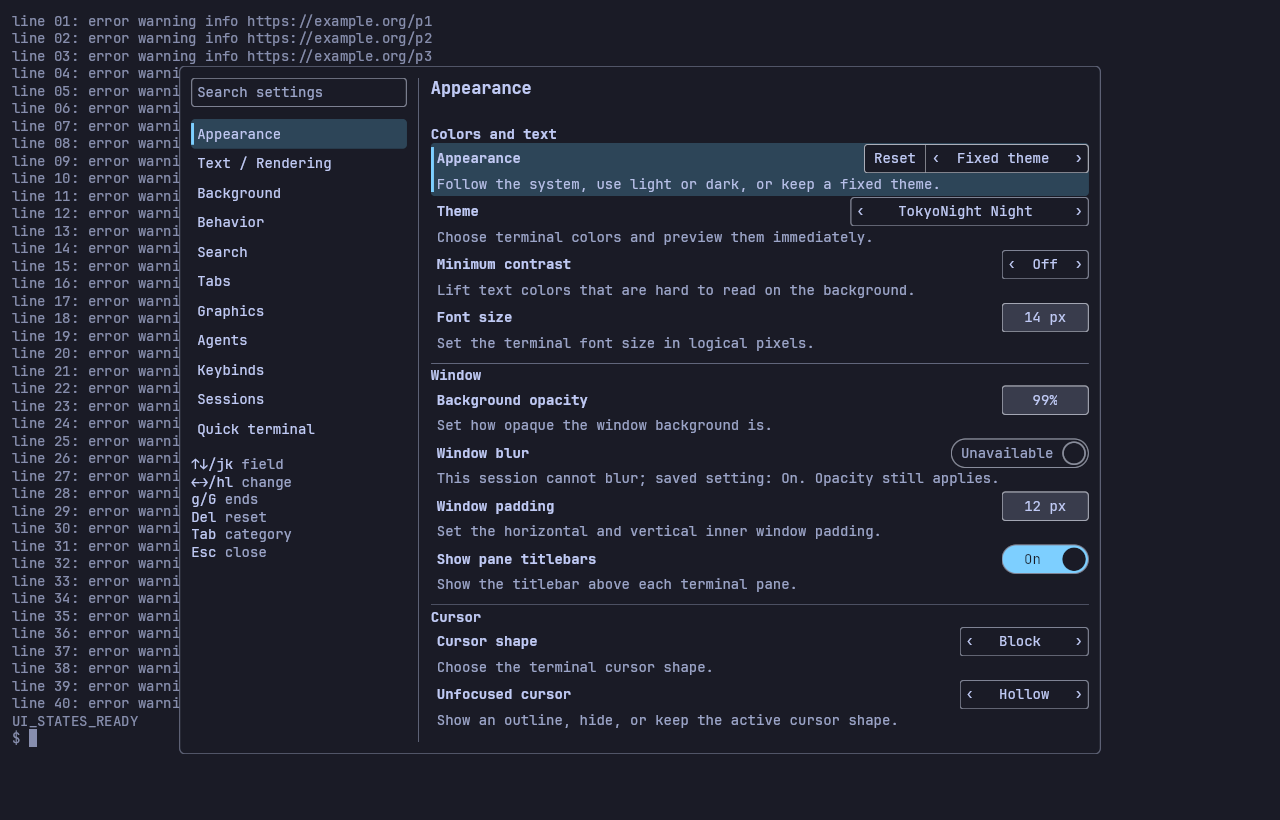 line 01: error warning info https://example.org/p1
line 02: error warning info https://example.org/p2
line 03: error warning info https://example.org/p3
line 04: error warni
line 05: error warni
line 06: error warni
line 07: error warni
line 08: error warni
line 09: error warni
line 10: error warni
line 11: error warni
line 12: error warni
line 13: error warni
line 14: error warni
line 15: error warni
line 16: error warni
line 17: error warni
line 18: error warni
line 19: error warni
line 20: error warni
line 21: error warni
line 22: error warni
line 23: error warni
line 24: error warni
line 25: error warni
line 26: error warni
line 27: error warni
line 28: error warni
line 29: error warni
line 30: error warni
line 31: error warni
line 32: error warni
line 33: error warni
line 34: error warni
line 35: error warni
line 36: error warni
line 37: error warni
line 38: error warni
line 39: error warni
line 40: error warni
UI_STATES_READY
$
Search settings
Appearance
Text / Rendering
Background
Behavior
Search
Tabs
Graphics
Agents
Keybinds
Sessions
Quick terminal
↑↓/jk field
↔/hl change
g/G ends
Del reset
Tab category
Esc close
Appearance
Colors and text
Appearance Reset ‹ Fixed theme ›
Follow the system, use light or dark, or keep a fixed theme.
Theme ‹ TokyoNight Night ›
Choose terminal colors and preview them immediately.
Minimum contrast ‹ Off ›
Lift text colors that are hard to read on the background.
Font size 14 px
Set the terminal font size in logical pixels.
Window
Background opacity 99%
Set how opaque the window background is.
Window blur Unavailable
This session cannot blur; saved setting: On. Opacity still applies.
Window padding 12 px
Set the horizontal and vertical inner window padding.
Show pane titlebars On
Show the titlebar above each terminal pane.
Cursor
Cursor shape ‹ Block ›
Choose the terminal cursor shape.
Unfocused cursor ‹ Hollow ›
Show an outline, hide, or keep the active cursor shape.